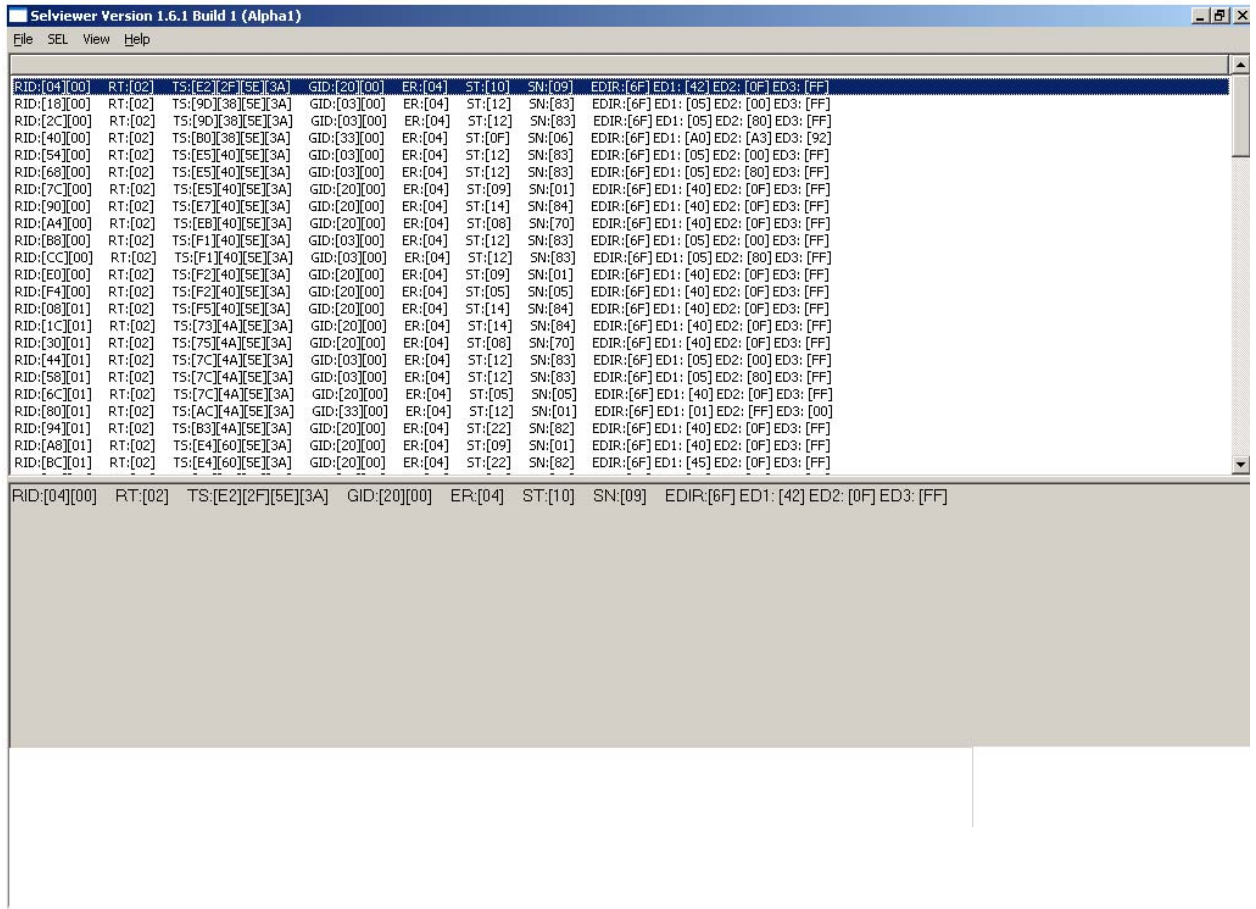 Selviewer Version 1.6.1 Build 1 (Alpha1)
File SEL View Help
RID:[04][00] RT:[02] TS:[E2][2F][5E][3A] GID:[20][00] ER:[04] ST:[10] SN:[09] EDIR:[6F] ED1: [42] ED2: [0F] ED3: [FF]
RID:[18][00] RT:[02] TS:[9D][38][5E][3A] GID:[03][00] ER:[04] ST:[12] SN:[83] EDIR:[6F] ED1: [05] ED2: [00] ED3: [FF]
RID:[2C][00] RT:[02] TS:[9D][38][5E][3A] GID:[03][00] ER:[04] ST:[12] SN:[83] EDIR:[6F] ED1: [05] ED2: [80] ED3: [FF]
RID:[40][00] RT:[02] TS:[B0][38][5E][3A] GID:[33][00] ER:[04] ST:[0F] SN:[06] EDIR:[6F] ED1: [A0] ED2: [A3] ED3: [92]
RID:[54][00] RT:[02] TS:[E5][40][5E][3A] GID:[03][00] ER:[04] ST:[12] SN:[83] EDIR:[6F] ED1: [05] ED2: [00] ED3: [FF]
RID:[68][00] RT:[02] TS:[E5][40][5E][3A] GID:[03][00] ER:[04] ST:[12] SN:[83] EDIR:[6F] ED1: [05] ED2: [80] ED3: [FF]
RID:[7C][00] RT:[02] TS:[E5][40][5E][3A] GID:[20][00] ER:[04] ST:[09] SN:[01] EDIR:[6F] ED1: [40] ED2: [0F] ED3: [FF]
RID:[90][00] RT:[02] TS:[E7][40][5E][3A] GID:[20][00] ER:[04] ST:[14] SN:[84] EDIR:[6F] ED1: [40] ED2: [0F] ED3: [FF]
RID:[A4][00] RT:[02] TS:[EB][40][5E][3A] GID:[20][00] ER:[04] ST:[08] SN:[70] EDIR:[6F] ED1: [40] ED2: [0F] ED3: [FF]
RID:[B8][00] RT:[02] TS:[F1][40][5E][3A] GID:[03][00] ER:[04] ST:[12] SN:[83] EDIR:[6F] ED1: [05] ED2: [00] ED3: [FF]
RID:[CC][00] RT:[02] TS:[F1][40][5E][3A] GID:[03][00] ER:[04] ST:[12] SN:[83] EDIR:[6F] ED1: [05] ED2: [80] ED3: [FF]
RID:[E0][00] RT:[02] TS:[F2][40][5E][3A] GID:[20][00] ER:[04] ST:[09] SN:[01] EDIR:[6F] ED1: [40] ED2: [0F] ED3: [FF]
RID:[F4][00] RT:[02] TS:[F2][40][5E][3A] GID:[20][00] ER:[04] ST:[05] SN:[05] EDIR:[6F] ED1: [40] ED2: [0F] ED3: [FF]
RID:[08][01] RT:[02] TS:[F5][40][5E][3A] GID:[20][00] ER:[04] ST:[14] SN:[84] EDIR:[6F] ED1: [40] ED2: [0F] ED3: [FF]
RID:[1C][01] RT:[02] TS:[73][4A][5E][3A] GID:[20][00] ER:[04] ST:[14] SN:[84] EDIR:[6F] ED1: [40] ED2: [0F] ED3: [FF]
RID:[30][01] RT:[02] TS:[75][4A][5E][3A] GID:[20][00] ER:[04] ST:[08] SN:[70] EDIR:[6F] ED1: [40] ED2: [0F] ED3: [FF]
RID:[44][01] RT:[02] TS:[7C][4A][5E][3A] GID:[03][00] ER:[04] ST:[12] SN:[83] EDIR:[6F] ED1: [05] ED2: [00] ED3: [FF]
RID:[58][01] RT:[02] TS:[7C][4A][5E][3A] GID:[03][00] ER:[04] ST:[12] SN:[83] EDIR:[6F] ED1: [05] ED2: [80] ED3: [FF]
RID:[6C][01] RT:[02] TS:[7C][4A][5E][3A] GID:[20][00] ER:[04] ST:[05] SN:[05] EDIR:[6F] ED1: [40] ED2: [0F] ED3: [FF]
RID:[80][01] RT:[02] TS:[AC][4A][5E][3A] GID:[33][00] ER:[04] ST:[12] SN:[01] EDIR:[6F] ED1: [01] ED2: [FF] ED3: [00]
RID:[94][01] RT:[02] TS:[B3][4A][5E][3A] GID:[20][00] ER:[04] ST:[22] SN:[82] EDIR:[6F] ED1: [40] ED2: [0F] ED3: [FF]
RID:[A8][01] RT:[02] TS:[E4][60][5E][3A] GID:[20][00] ER:[04] ST:[09] SN:[01] EDIR:[6F] ED1: [40] ED2: [0F] ED3: [FF]
RID:[BC][01] RT:[02] TS:[E4][60][5E][3A] GID:[20][00] ER:[04] ST:[22] SN:[82] EDIR:[6F] ED1: [45] ED2: [0F] ED3: [FF]
RID:[04][00] RT:[02] TS:[E2][2F][5E][3A] GID:[20][00] ER:[04] ST:[10] SN:[09] EDIR:[6F] ED1: [42] ED2: [0F] ED3: [FF]